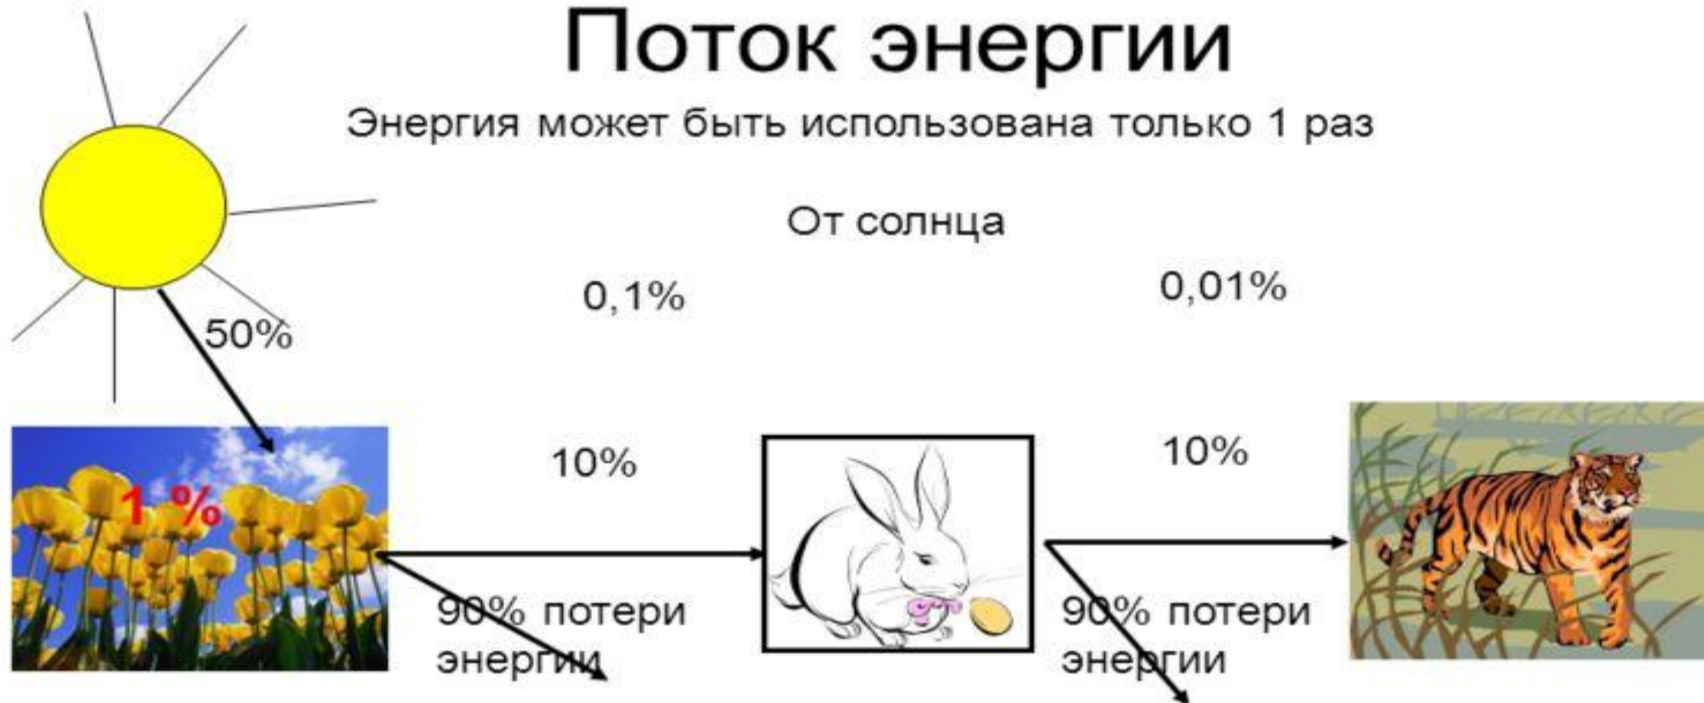 Поток энергии
Энергия может быть использована только 1 раз
От солнца
0,1%
0,01%
50%
10%
10%
1 %
90% потери
энергии
90% потери
энергии